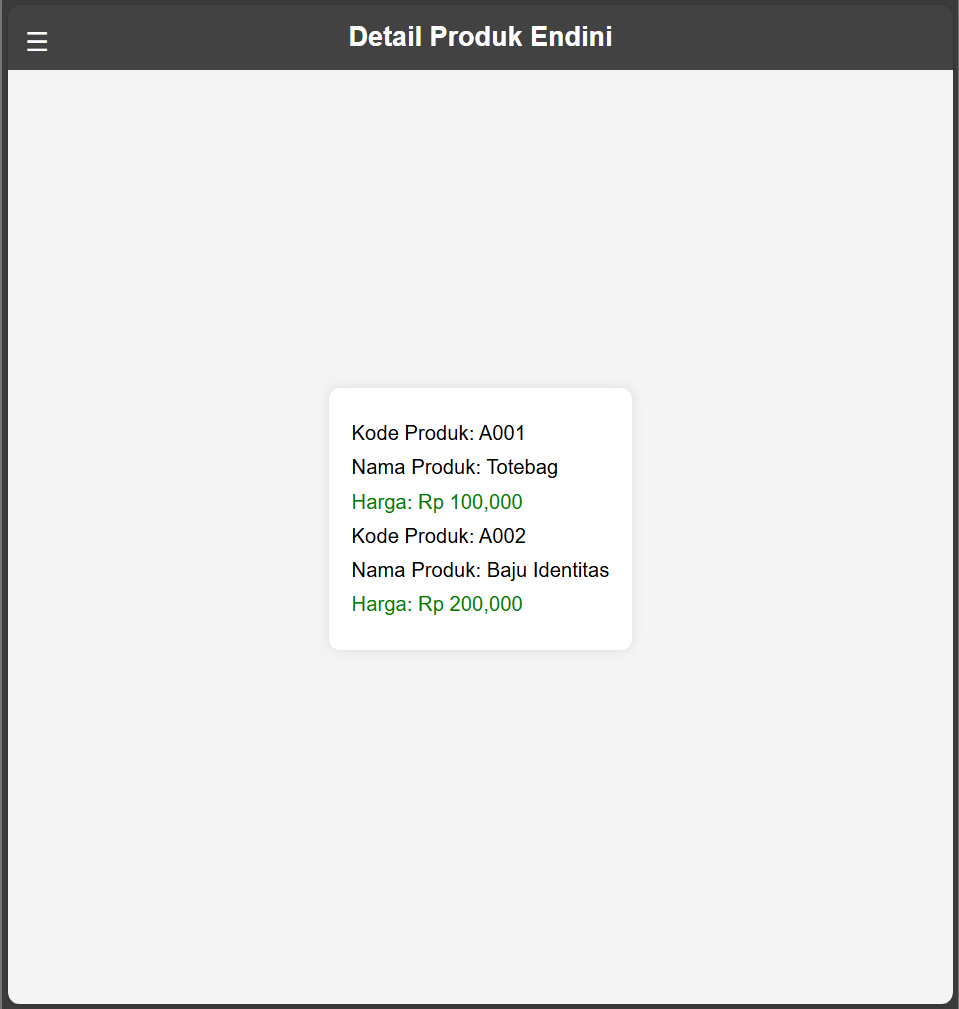 ☰
Detail Produk Endini
Kode Produk: A001
Nama Produk: Totebag
Harga: Rp 100,000
Kode Produk: A002
Nama Produk: Baju Identitas
Harga: Rp 200,000